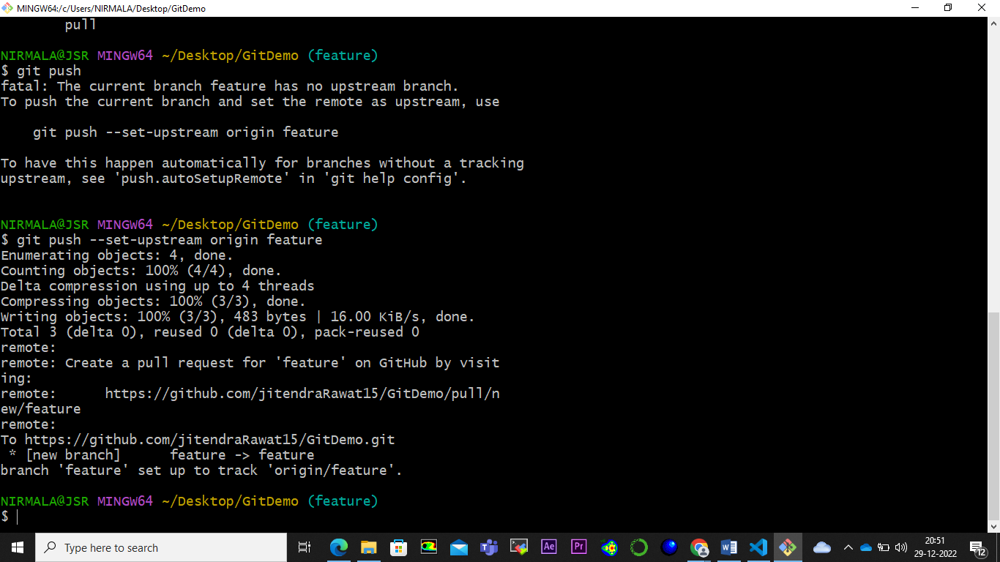 MINGW64:/c/Users/NIRMALA/Desktop/GitDemo
pull
NIRMALA@JSR MINGW64 ~/Desktop/GitDemo (feature)
$ git push
fatal: The current branch feature has no upstream branch.
To push the current branch and set the remote as upstream, use
git push --set-upstream origin feature
To have this happen automatically for branches without a tracking
upstream, see 'push.autoSetupRemote' in 'git help config'.
NIRMALA@JSR MINGW64 ~/Desktop/GitDemo (feature)
$ git push --set-upstream origin feature
Enumerating objects: 4, done.
Counting objects: 100% (4/4), done.
Delta compression using up to 4 threads
Compressing objects: 100% (3/3), done.
Writing objects: 100% (3/3), 483 bytes | 16.00 KiB/s, done.
Total 3 (delta 0), reused 0 (delta 0), pack-reused 0
remote:
remote: Create a pull request for 'feature' on GitHub by visit
ing:
remote:      https://github.com/jitendraRawat15/GitDemo/pull/n
ew/feature
remote:
To https://github.com/jitendraRawat15/GitDemo.git
 * [new branch]      feature -> feature
branch 'feature' set up to track 'origin/feature'.
NIRMALA@JSR MINGW64 ~/Desktop/GitDemo (feature)
$
Type here to search
Ae
Pr
20:51
29-12-2022
12